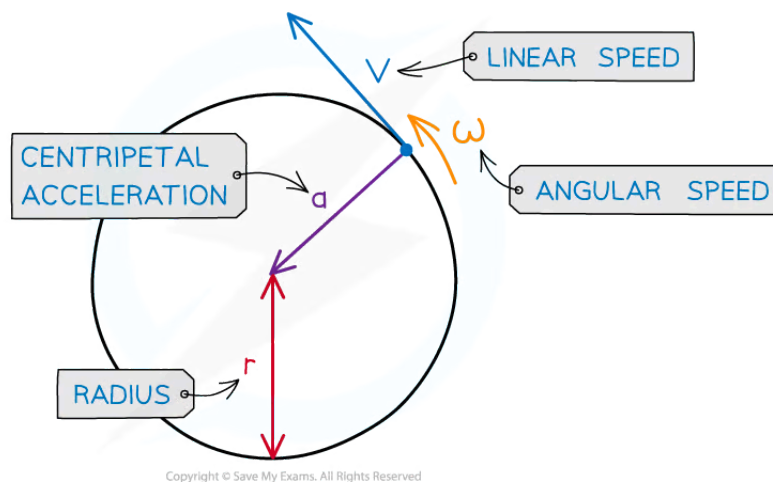 V
LINEAR SPEED
ω
CENTRIPETAL
ACCELERATION
a
ANGULAR SPEED
r
RADIUS
Copyright © Save My Exams. All Rights Reserved